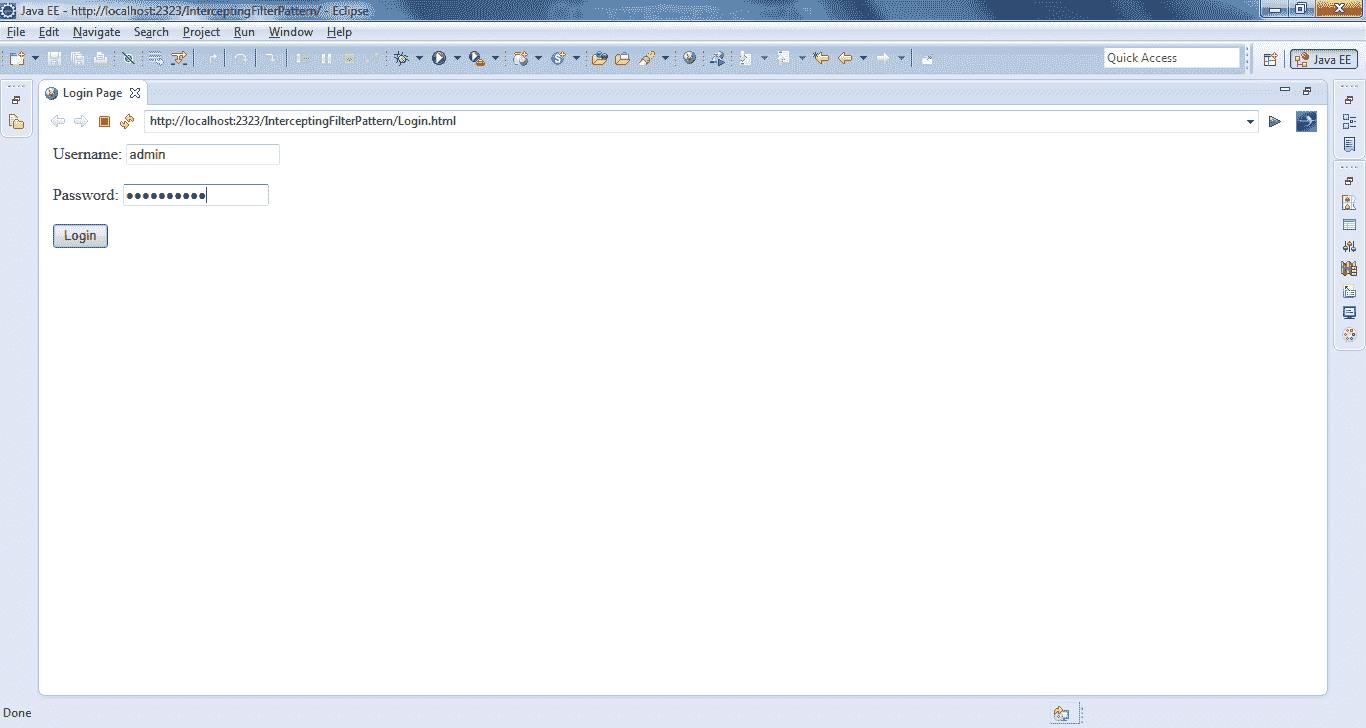 Java EE - http://localhost:2323/InterceptingFilterPattern/ - Eclipse
File Edit Navigate Search Project Run Window Help
Quick Access
Java EE
Login Page
http://localhost:2323/InterceptingFilterPattern/Login.html
Username: admin
Password: ••••••••••
Login
Done